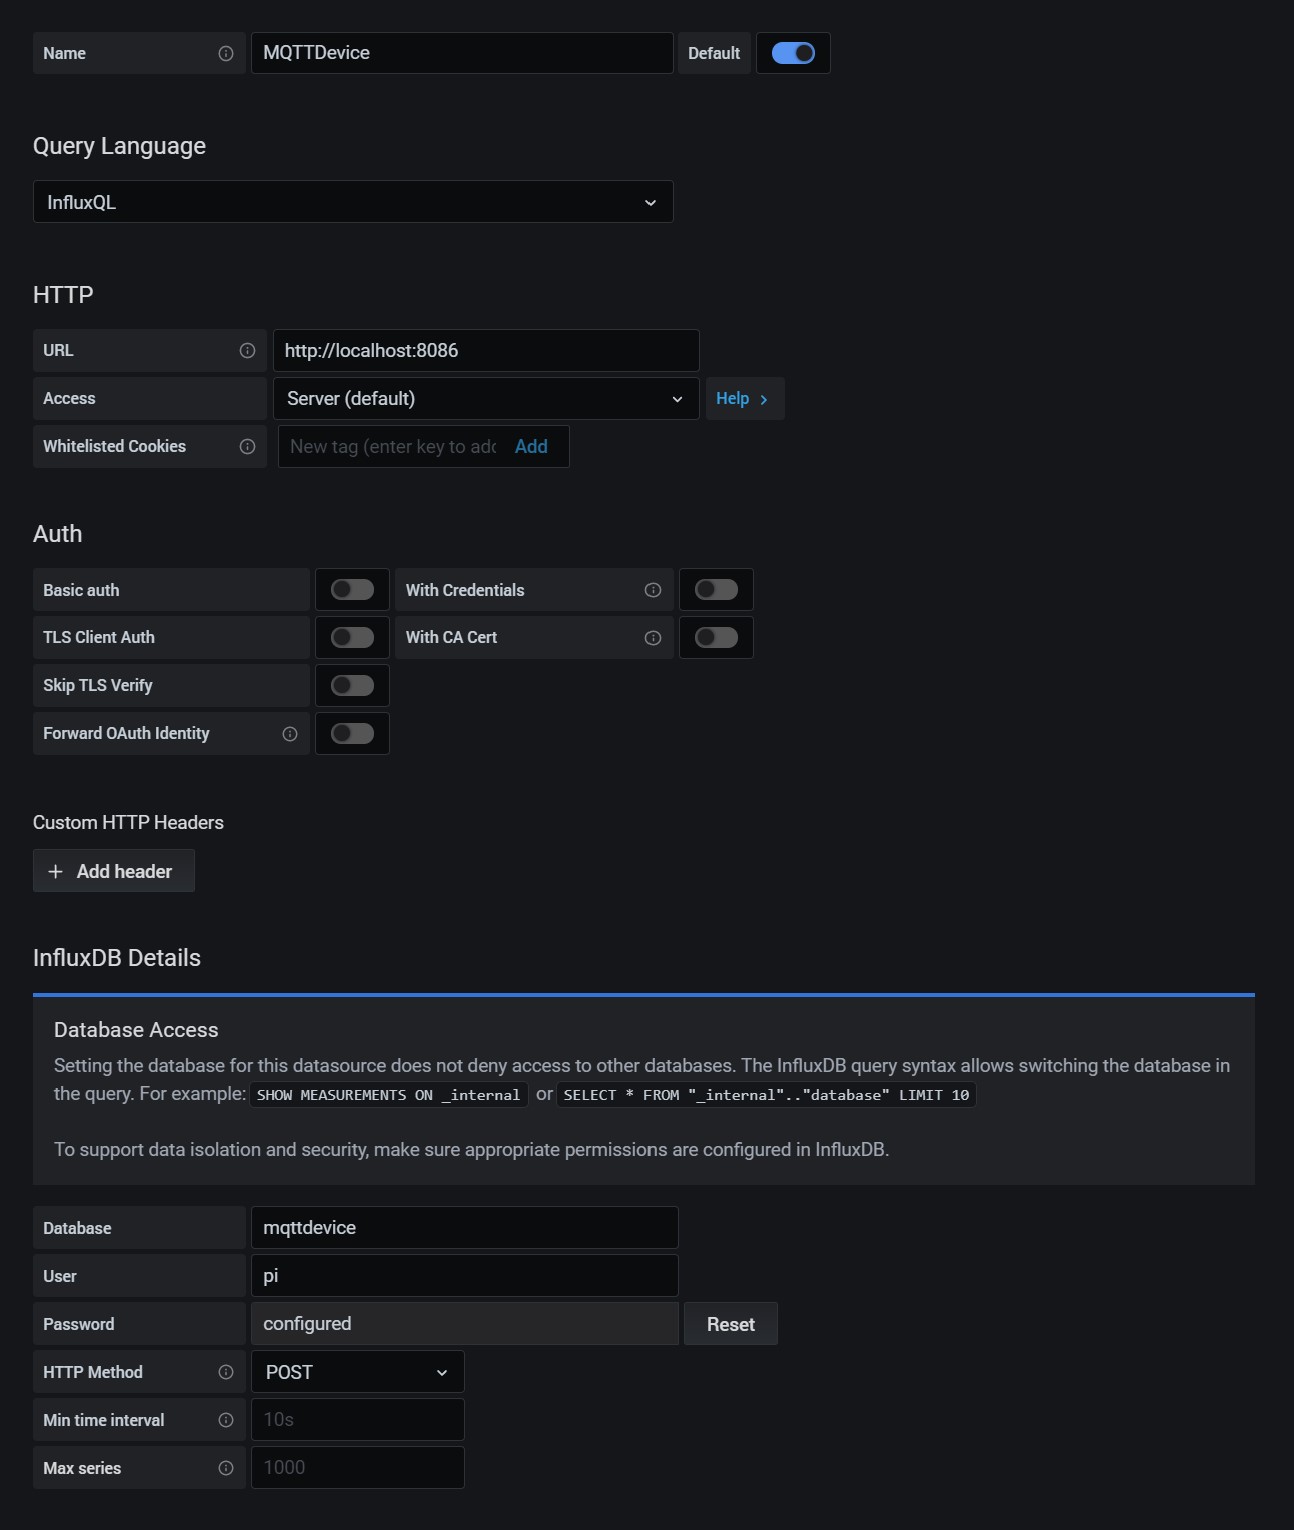 Name MQTTDevice Default
Query Language
InfluxQL
HTTP
URL http://localhost:8086
Access Server (default) Help >
Whitelisted Cookies New tag (enter key to add Add
Auth
Basic auth With Credentials
TLS Client Auth With CA Cert
Skip TLS Verify
Forward OAuth Identity
Custom HTTP Headers
+ Add header
InfluxDB Details
Database Access
Setting the database for this datasource does not deny access to other databases. The InfluxDB query syntax allows switching the database in
the query. For example: SHOW MEASUREMENTS ON _internal or SELECT * FROM "_internal".."database" LIMIT 10
To support data isolation and security, make sure appropriate permissions are configured in InfluxDB.
Database mqttdevice
User pi
Password configured Reset
HTTP Method POST
Min time interval 10s
Max series 1000